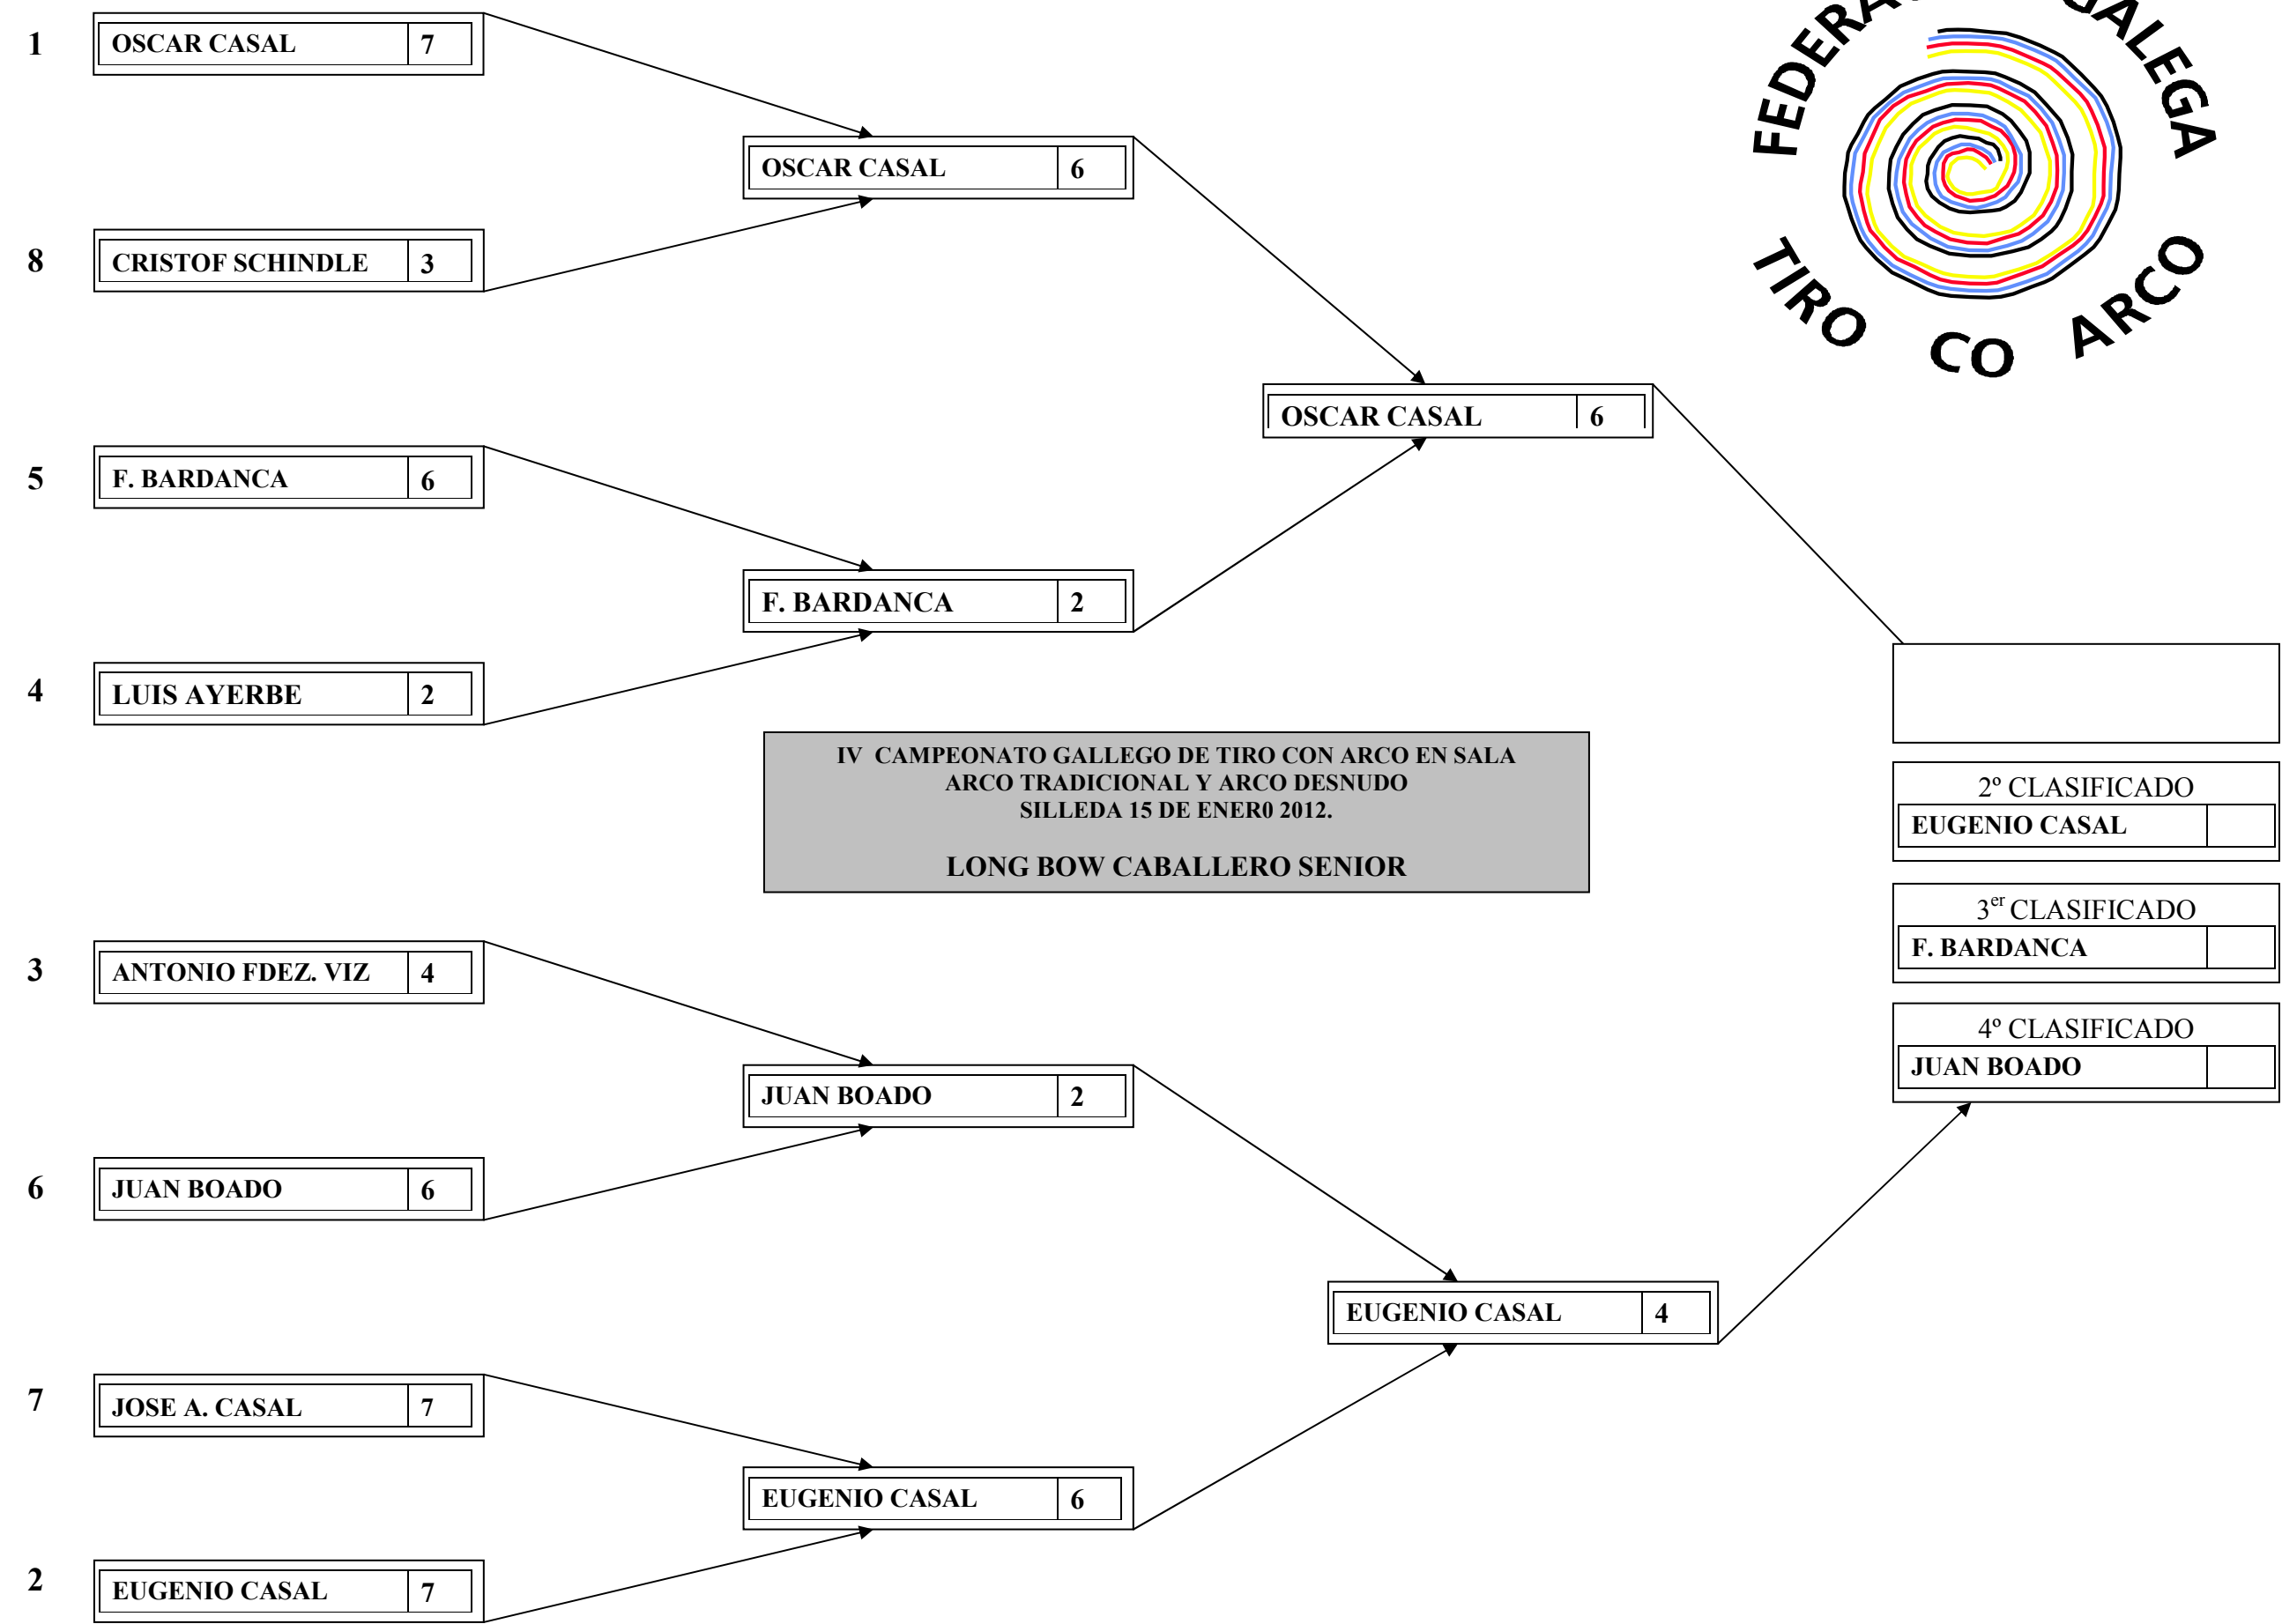 1 OSCAR CASAL 7
OSCAR CASAL 6
8 CRISTOF SCHINDLE 3
OSCAR CASAL 6
5 F. BARDANCA 6
F. BARDANCA 2
4 LUIS AYERBE 2
IV CAMPEONATO GALLEGO DE TIRO CON ARCO EN SALA
ARCO TRADICIONAL Y ARCO DESNUDO
SILLEDA 15 DE ENER0 2012.
LONG BOW CABALLERO SENIOR
3 ANTONIO FDEZ. VIZ 4
JUAN BOADO 2
6 JUAN BOADO 6
EUGENIO CASAL 4
7 JOSE A. CASAL 7
EUGENIO CASAL 6
2 EUGENIO CASAL 7
2º CLASIFICADO
EUGENIO CASAL
3er CLASIFICADO
F. BARDANCA
4º CLASIFICADO
JUAN BOADO
GALEGA
TIRO CO ARCO